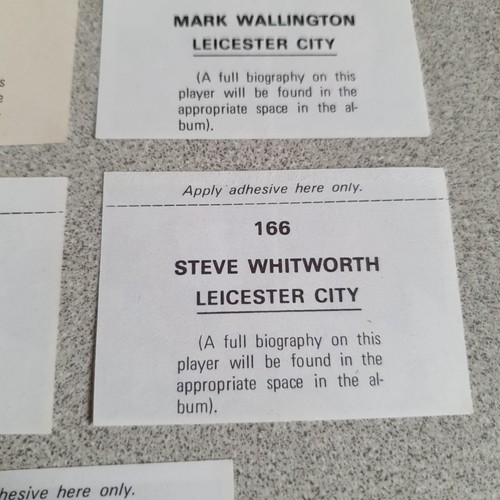 MARK WALLINGTON
LEICESTER CITY
(A full biography on this
player will be found in the
appropriate space in the al-
bum).
Apply adhesive here only.
166
STEVE WHITWORTH
LEICESTER CITY
(A full biography on this
player will be found in the
appropriate space in the al-
bum).
here only.